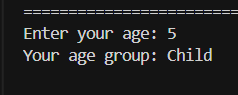 ========================
Enter your age: 5
Your age group: Child